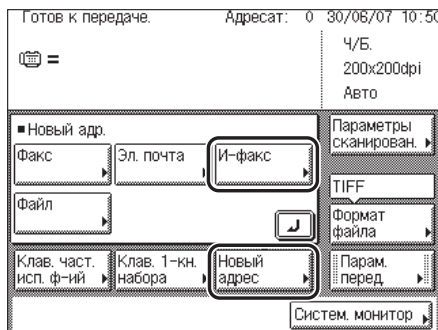 Готов к передаче. Адресат: 0 30/06/07 10:50
Ч/Б.
=
200x200dpi
Авто
▪Новый адр.
Параметры
сканирован.
Факс Эл. почта И-факс
TIFF
Файл
Формат
файла
Клав. част. Клав. 1-кн. Новый Парам.
исп. ф-ий набора адрес перед.
Систем. монитор